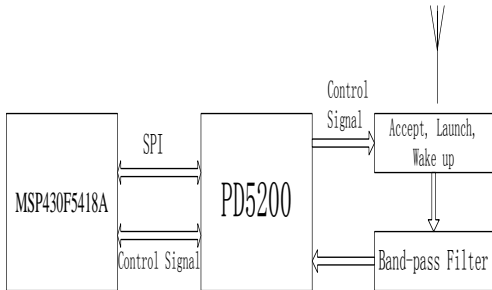 MSP430F5418A
SPI
Control Signal
PD5200
Control
Signal
Accept, Launch,
Wake up
Band-pass Filter